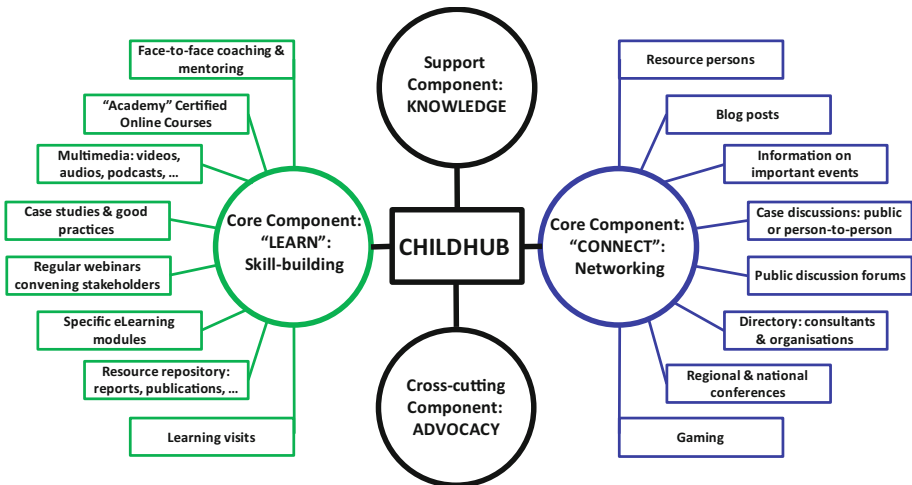 Face-to-face coaching &
mentoring
“Academy” Certified
Online Courses
Multimedia: videos,
audios, podcasts, ...
Case studies & good
practices
Regular webinars
convening stakeholders
Specific eLearning
modules
Resource repository:
reports, publications, ...
Learning visits
Core Component:
“LEARN”:
Skill-building
Support
Component:
KNOWLEDGE
CHILDHUB
Cross-cutting
Component:
ADVOCACY
Core Component:
“CONNECT”:
Networking
Resource persons
Blog posts
Information on
important events
Case discussions: public
or person-to-person
Public discussion forums
Directory: consultants
& organisations
Regional & national
conferences
Gaming